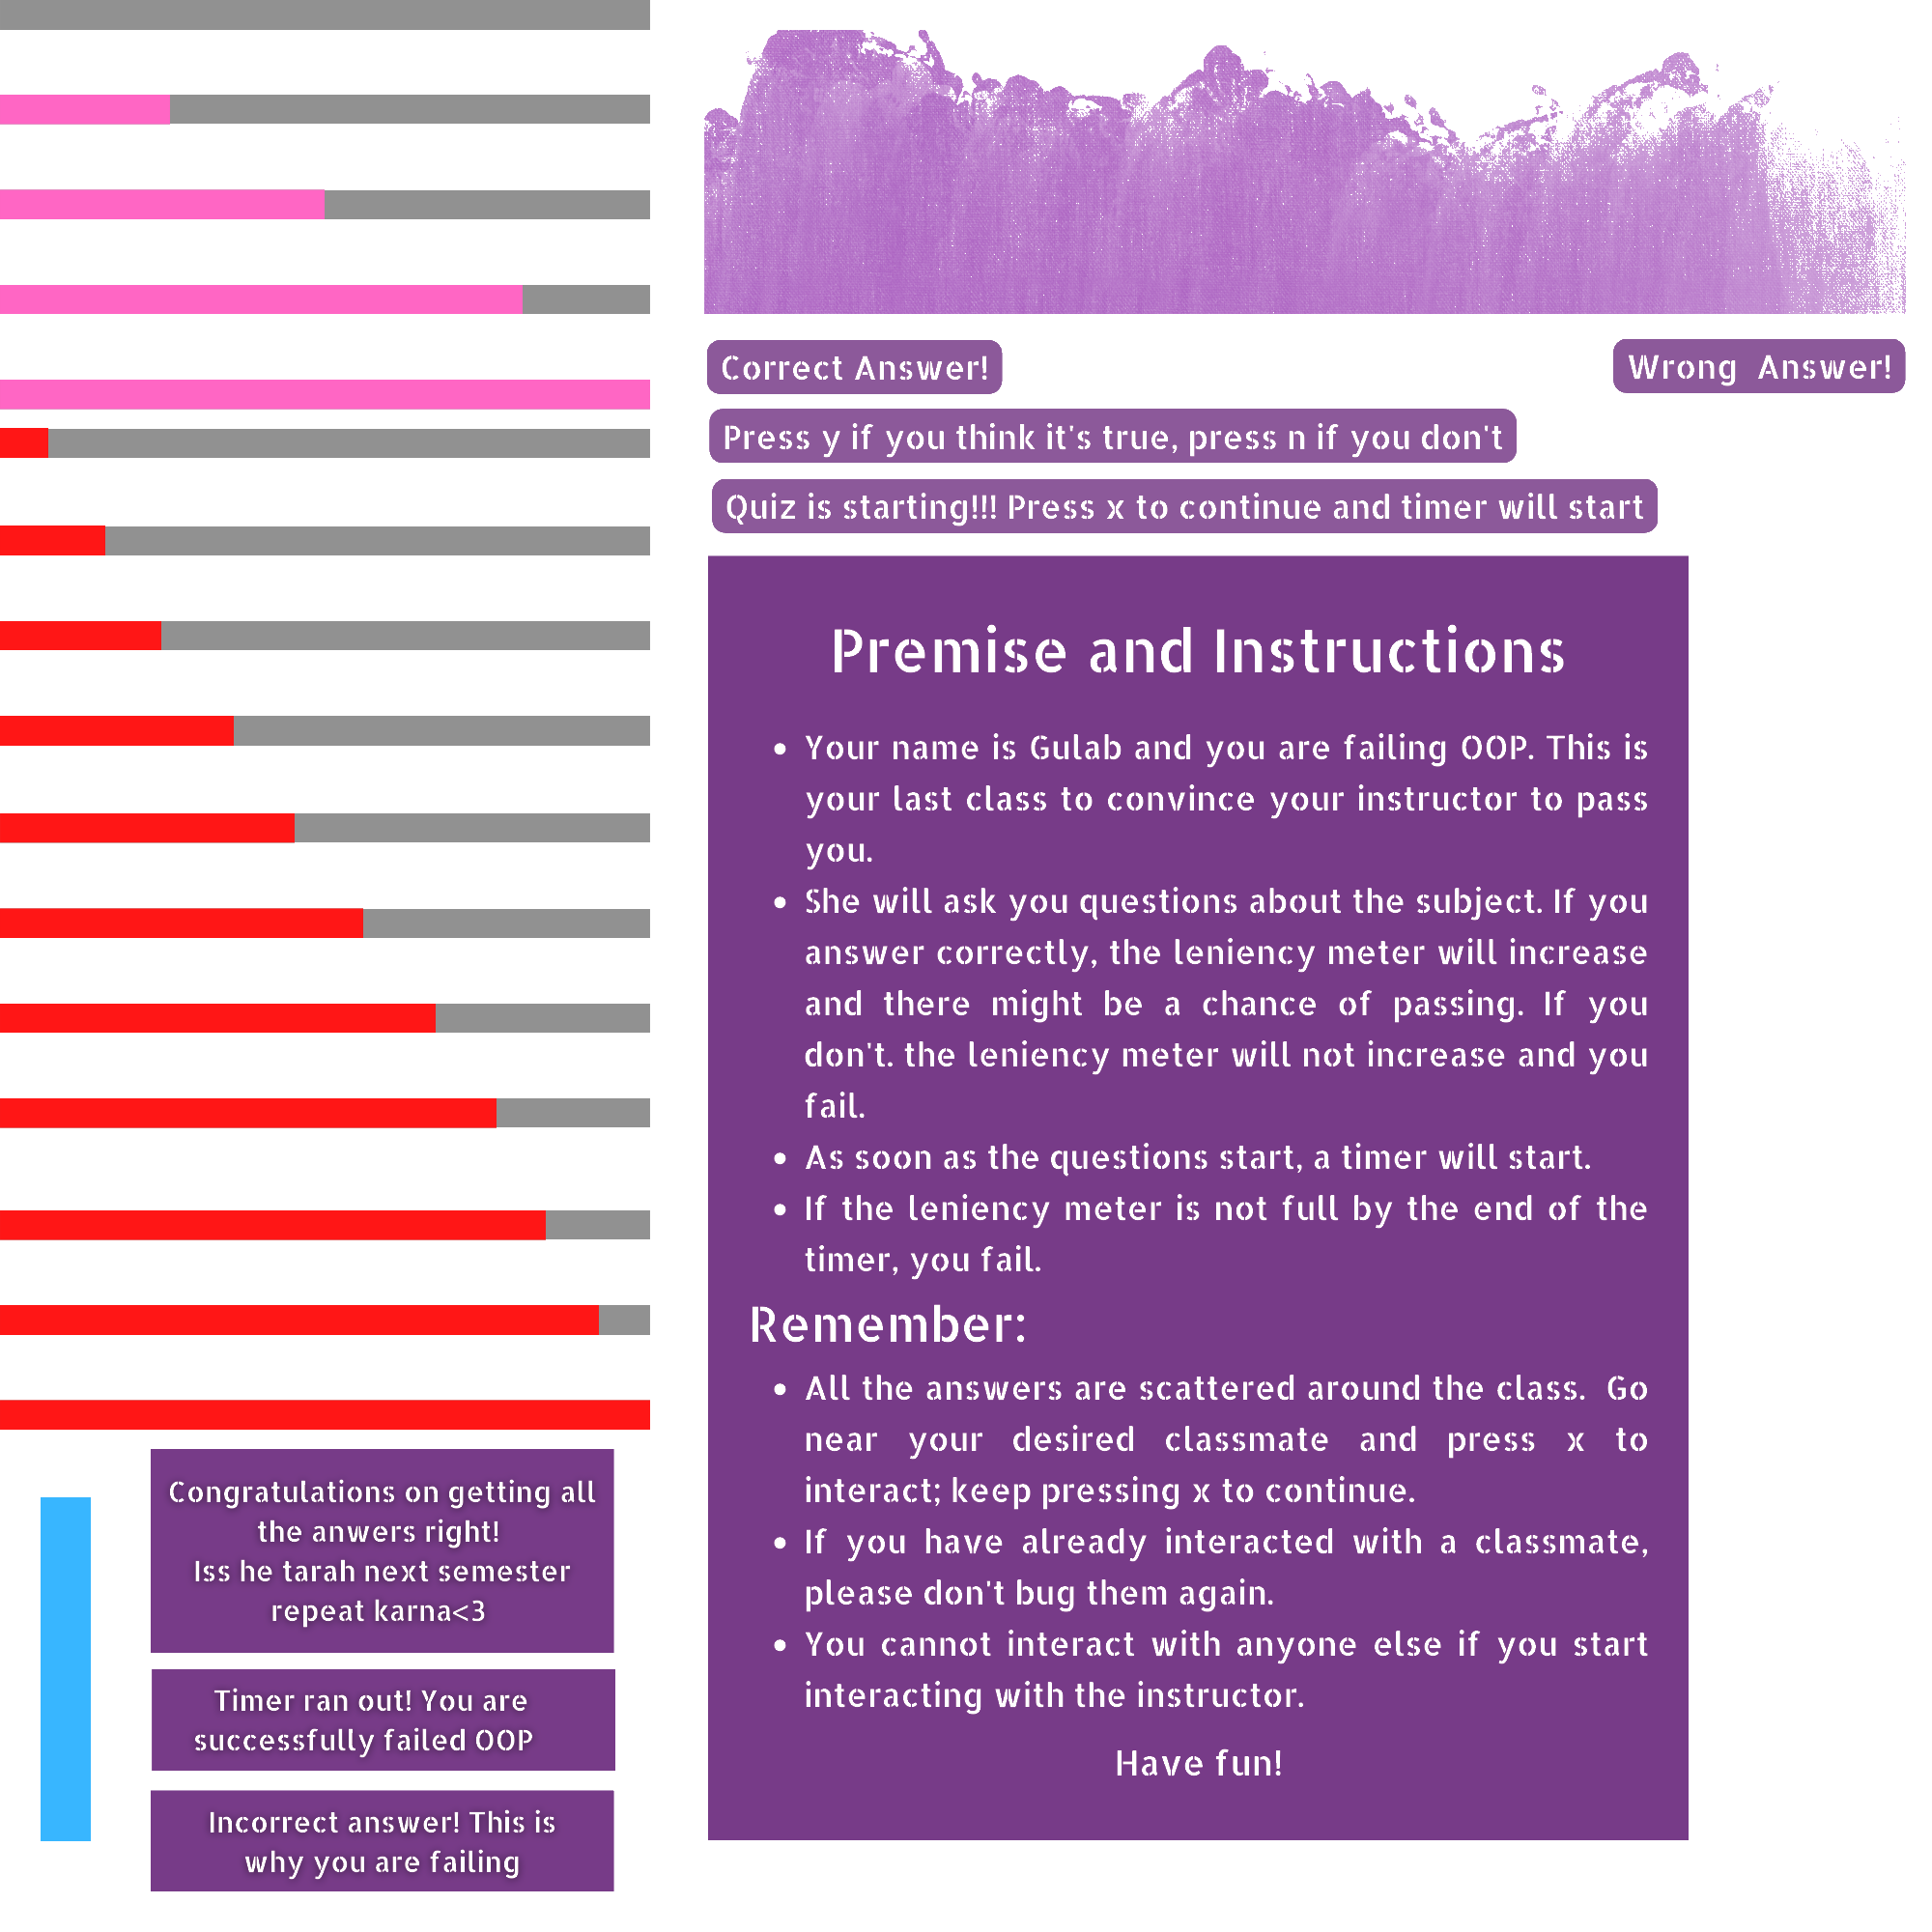 Correct Answer!
Wrong Answer!
Press y if you think it's true, press n if you don't
Quiz is starting!!! Press x to continue and timer will start
Premise and Instructions
• Your name is Gulab and you are failing OOP. This is
your last class to convince your instructor to pass
you.
• She will ask you questions about the subject. If you
answer correctly, the leniency meter will increase
and there might be a chance of passing. If you
don't. the leniency meter will not increase and you
fail.
• As soon as the questions start, a timer will start.
• If the leniency meter is not full by the end of the
timer, you fail.
Remember:
• All the answers are scattered around the class. Go
near your desired classmate and press x to
interact; keep pressing x to continue.
• If you have already interacted with a classmate,
please don't bug them again.
• You cannot interact with anyone else if you start
interacting with the instructor.
Have fun!
Congratulations on getting all
the anwers right!
Iss he tarah next semester
repeat karna<3
Timer ran out! You are
successfully failed OOP
Incorrect answer! This is
why you are failing